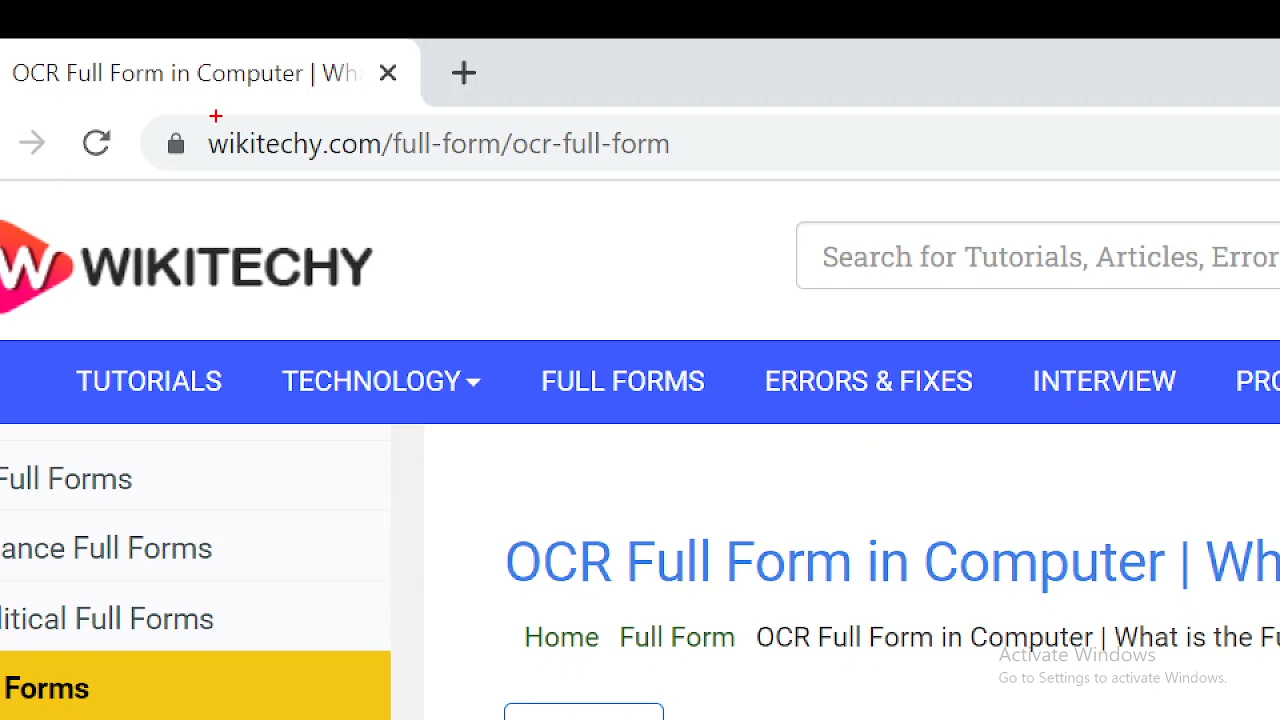 OCR Full Form in Computer | Wh
wikitechy.com/full-form/ocr-full-form
W WIKITECHY
Search for Tutorials, Articles, Error
TUTORIALS TECHNOLOGY FULL FORMS ERRORS & FIXES INTERVIEW PRO
Full Forms
ance Full Forms
litical Full Forms
Forms
OCR Full Form in Computer | Wh
Home Full Form OCR Full Form in Computer | What is the Fu
Activate Windows
Go to Settings to activate Windows.